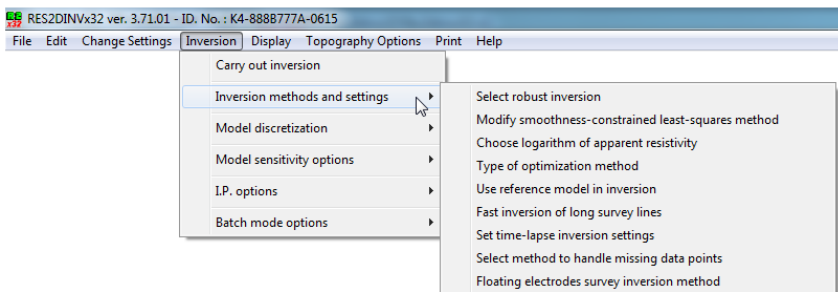 RES2DINVx32 ver. 3.71.01 - ID. No. : K4-888B777A-0615
File Edit Change Settings Inversion Display Topography Options Print Help
Carry out inversion
Inversion methods and settings
Model discretization
Model sensitivity options
I.P. options
Batch mode options
Select robust inversion
Modify smoothness-constrained least-squares method
Choose logarithm of apparent resistivity
Type of optimization method
Use reference model in inversion
Fast inversion of long survey lines
Set time-lapse inversion settings
Select method to handle missing data points
Floating electrodes survey inversion method